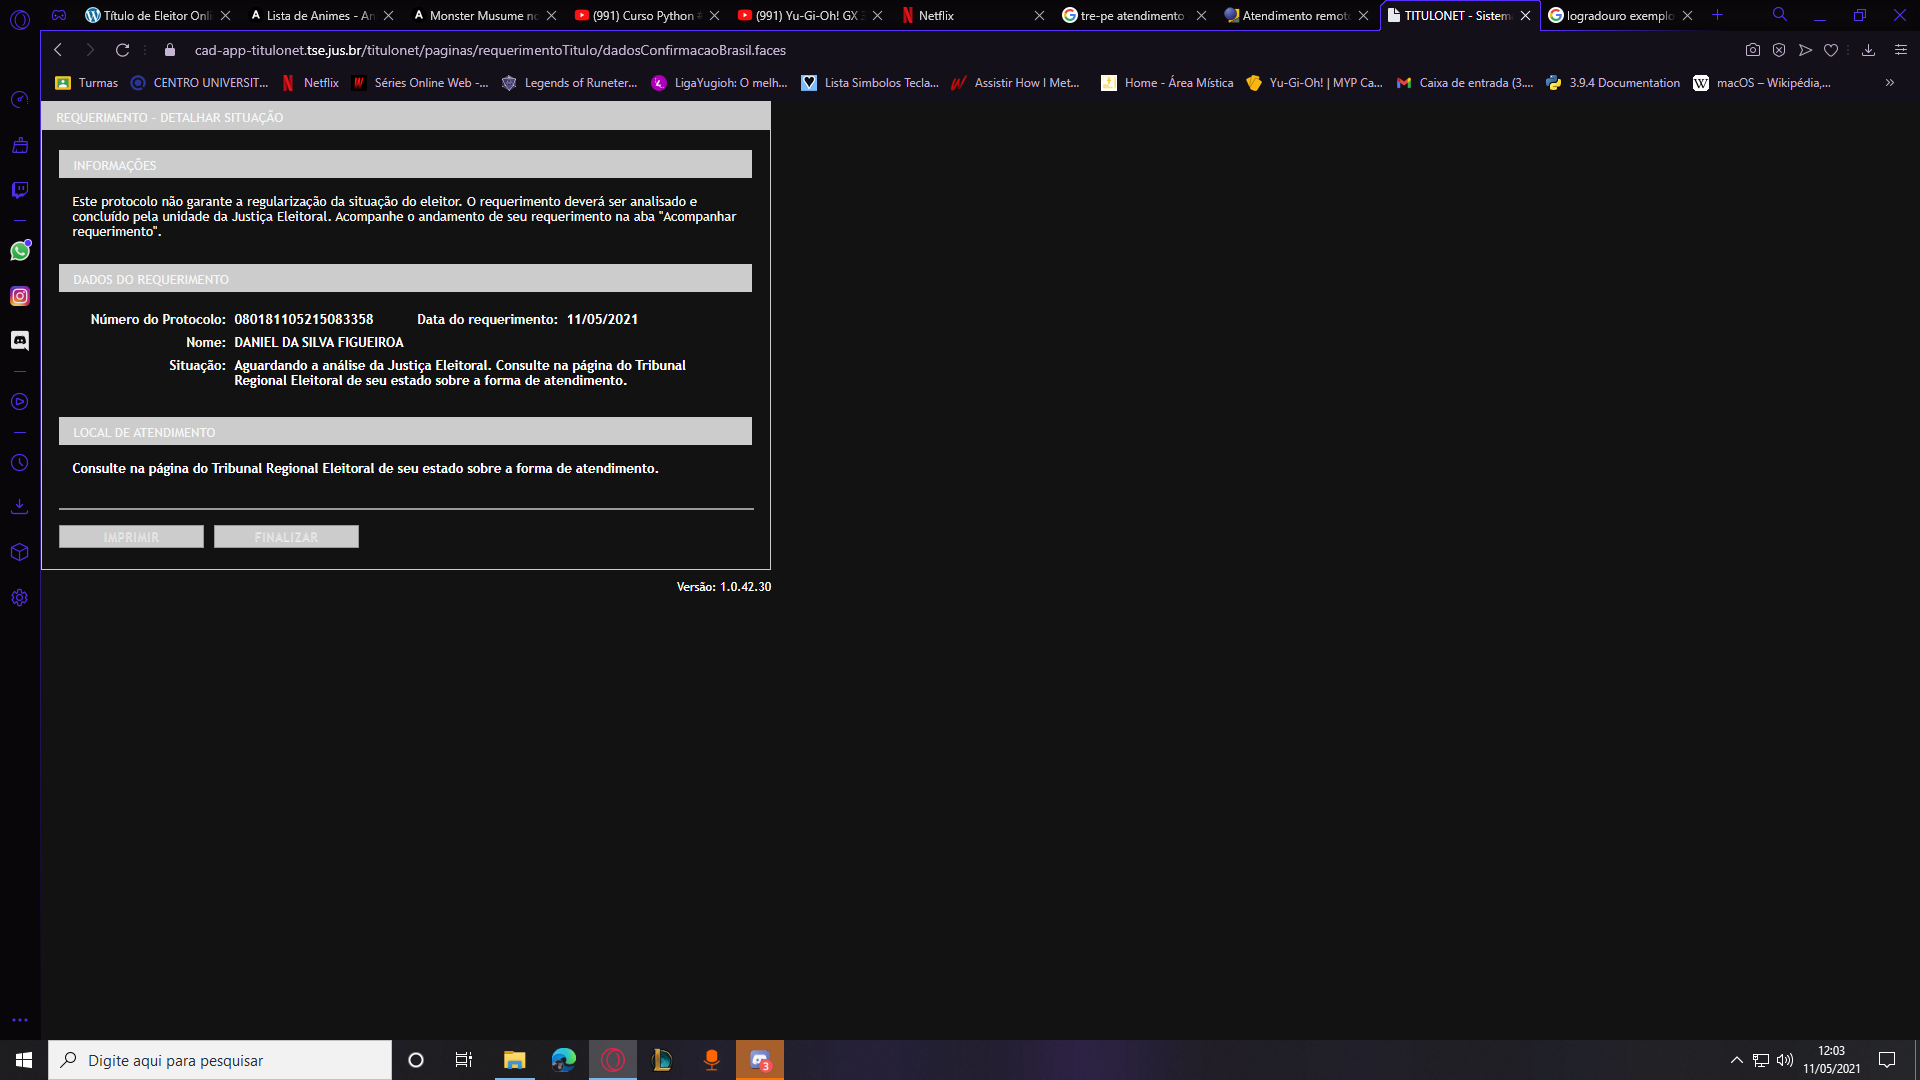 Título de Eleitor Onli
Lista de Animes - An
Monster Musume no
(991) Curso Python #
(991) Yu-Gi-Oh! GX
Netflix
tre-pe atendimento
Atendimento remoto
TITULONET - Sistema
logradouro exemplo
cad-app-titulonet.tse.jus.br/titulonet/paginas/requerimentoTitulo/dadosConfirmacaoBrasil.faces
Turmas
CENTRO UNIVERSIT...
Netflix
Séries Online Web -...
Legends of Runeter...
LigaYugioh: O melh...
Lista Simbolos Tecla...
Assistir How I Met...
Home - Área Mística
Yu-Gi-Oh! | MYP Ca...
Caixa de entrada (3....
3.9.4 Documentation
macOS – Wikipédia,...
REQUERIMENTO - DETALHAR SITUAÇÃO
INFORMAÇÕES
Este protocolo não garante a regularização da situação do eleitor. O requerimento deverá ser analisado e
concluído pela unidade da Justiça Eleitoral. Acompanhe o andamento de seu requerimento na aba "Acompanhar
requerimento".
DADOS DO REQUERIMENTO
Número do Protocolo: 080181105215083358 Data do requerimento: 11/05/2021
Nome: DANIEL DA SILVA FIGUEIROA
Situação: Aguardando a análise da Justiça Eleitoral. Consulte na página do Tribunal
Regional Eleitoral de seu estado sobre a forma de atendimento.
LOCAL DE ATENDIMENTO
Consulte na página do Tribunal Regional Eleitoral de seu estado sobre a forma de atendimento.
IMPRIMIR FINALIZAR
Versão: 1.0.42.30
Digite aqui para pesquisar
3
12:03
11/05/2021